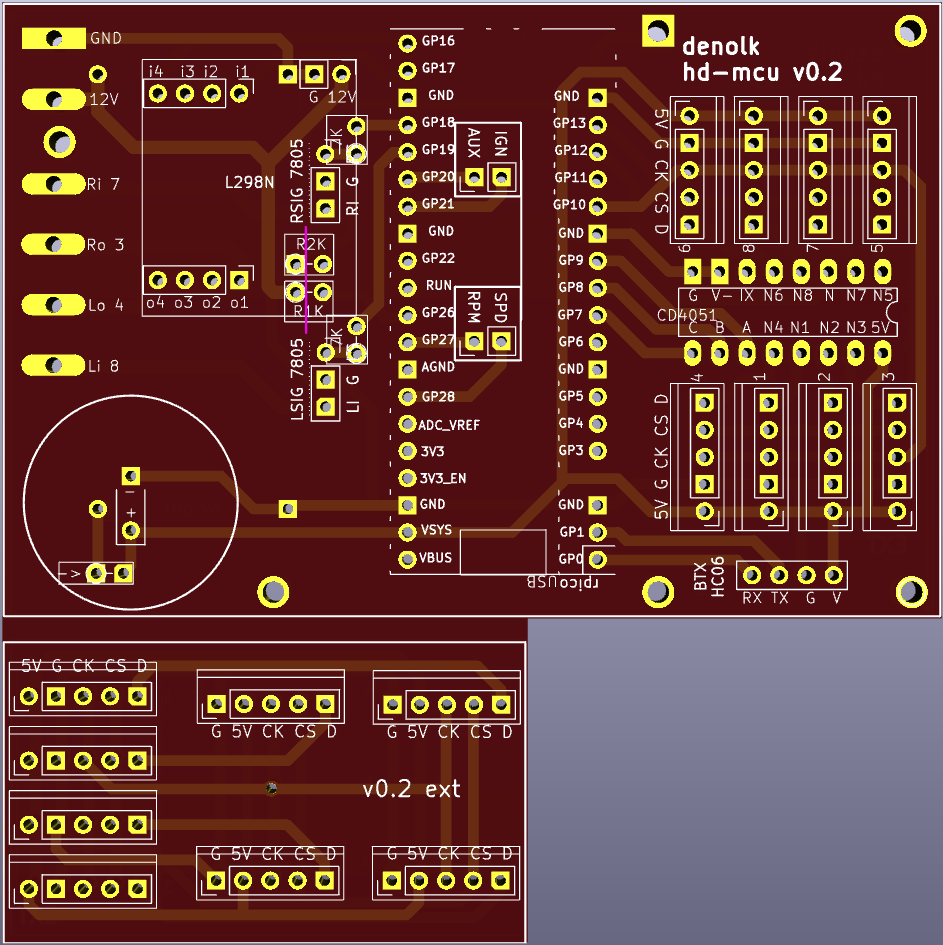 GND
12V
Ri 7
Ro 3
Lo 4
Li 8
i4 i3 i2 i1
G 12V
L298N
o4 o3 o2 o1
RSIG 7805
RI G
R2K
R1K
LSIG 7805
LI G
- +
->
GP16
GP17
GND
GP18
GP19
GP20
GP21
GND
GP22
RUN
GP26
GP27
AGND
GP28
ADC_VREF
3V3
3V3_EN
GND
VSYS
VBUS
AUX IGN
RPM SPD
GND
GP13
GP12
GP11
GP10
GND
GP9
GP8
GP7
GP6
GND
GP5
GP4
GP3
GND
GP1
GP0
rpicoUSB
denolk
hd-mcu v0.2
5V G CK CS D
6 8 7 5
G V- IX N6 N8 N N7 N5
CD4051
C B A N4 N1 N2 N3 5V
4 1 2 3
5V G CK CS D
BTX
HC06
RX TX G V
5V G CK CS D
G 5V CK CS D
G 5V CK CS D
v0.2 ext
G 5V CK CS D
G 5V CK CS D